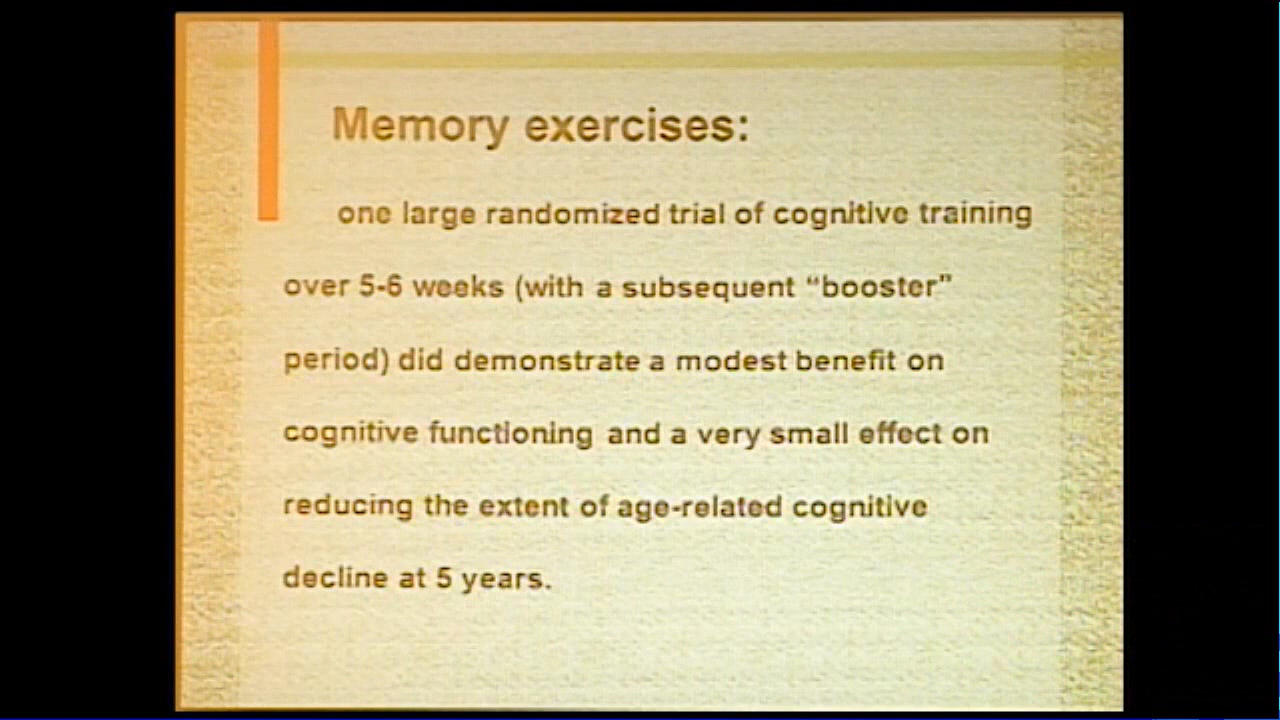 Memory exercises:
one large randomized trial of cognitive training
over 5-6 weeks (with a subsequent “booster”
period) did demonstrate a modest benefit on
cognitive functioning and a very small effect on
reducing the extent of age-related cognitive
decline at 5 years.